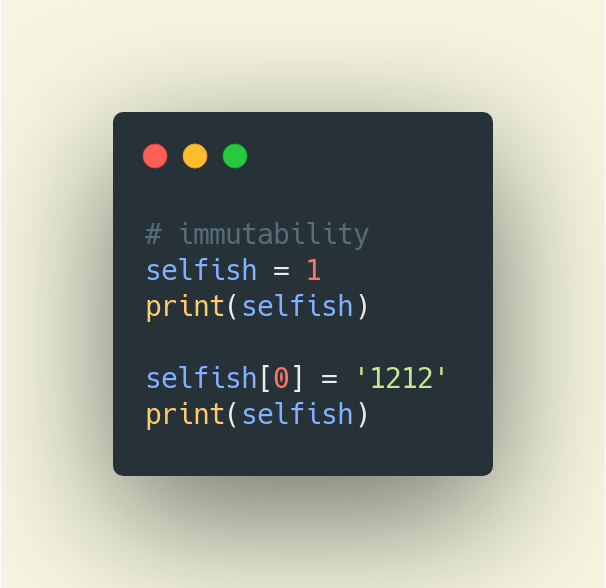 # immutability
selfish = 1
print(selfish)
selfish[0] = '1212'
print(selfish)